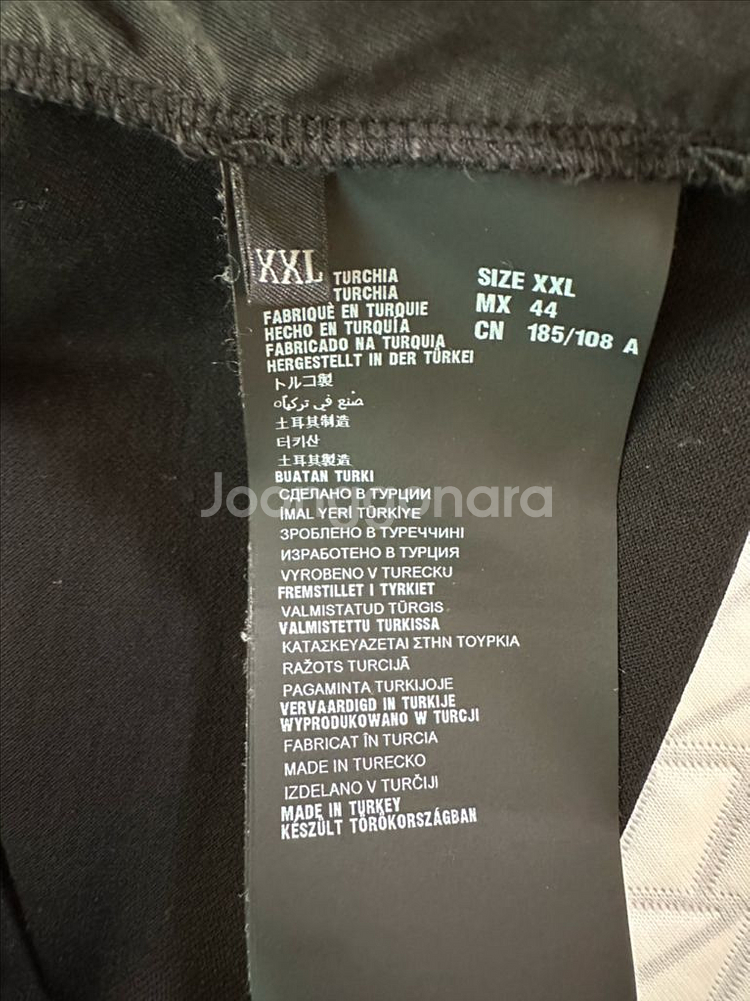 XXL
TURCHIA
TURCHIA
FABRIQUÈ EN TURQUIE
HECHO EN TURQUÍA
FABRICADO NA TURQUIA
HERGESTELLT IN DER TÜRKEI
トルコ製
صنع في تركيا
土耳其制造
터키산
土耳其製造
BUATAN TURKI
СДЕЛАНО В ТУРЦИИ
İMAL YERİ TÜRKİYE
ЗРОБЛЕНО В ТУРЕЧЧИНІ
ИЗРАБОТЕНО В ТУРЦИЯ
VYROBENO V TURECKU
FREMSTILLET I TYRKIET
VALMISTATUD TÜRGIS
VALMISTETTU TURKISSA
ΚΑΤΑΣΚΕΥΑΖΕΤΑΙ ΣΤΗΝ ΤΟΥΡΚΙΑ
RAŽOTS TURCIJĀ
PAGAMINTA TURKIJOJE
VERVAARDIGD IN TURKIJE
WYPRODUKOWANO W TURCJI
FABRICAT ÎN TURCIA
MADE IN TURECKO
IZDELANO V TURČIJI
MADE IN TURKEY
KÉSZÜLT TÖRÖKORSZÁGBAN
SIZE XXL
MX 44
CN 185/108 A
Joonggonara